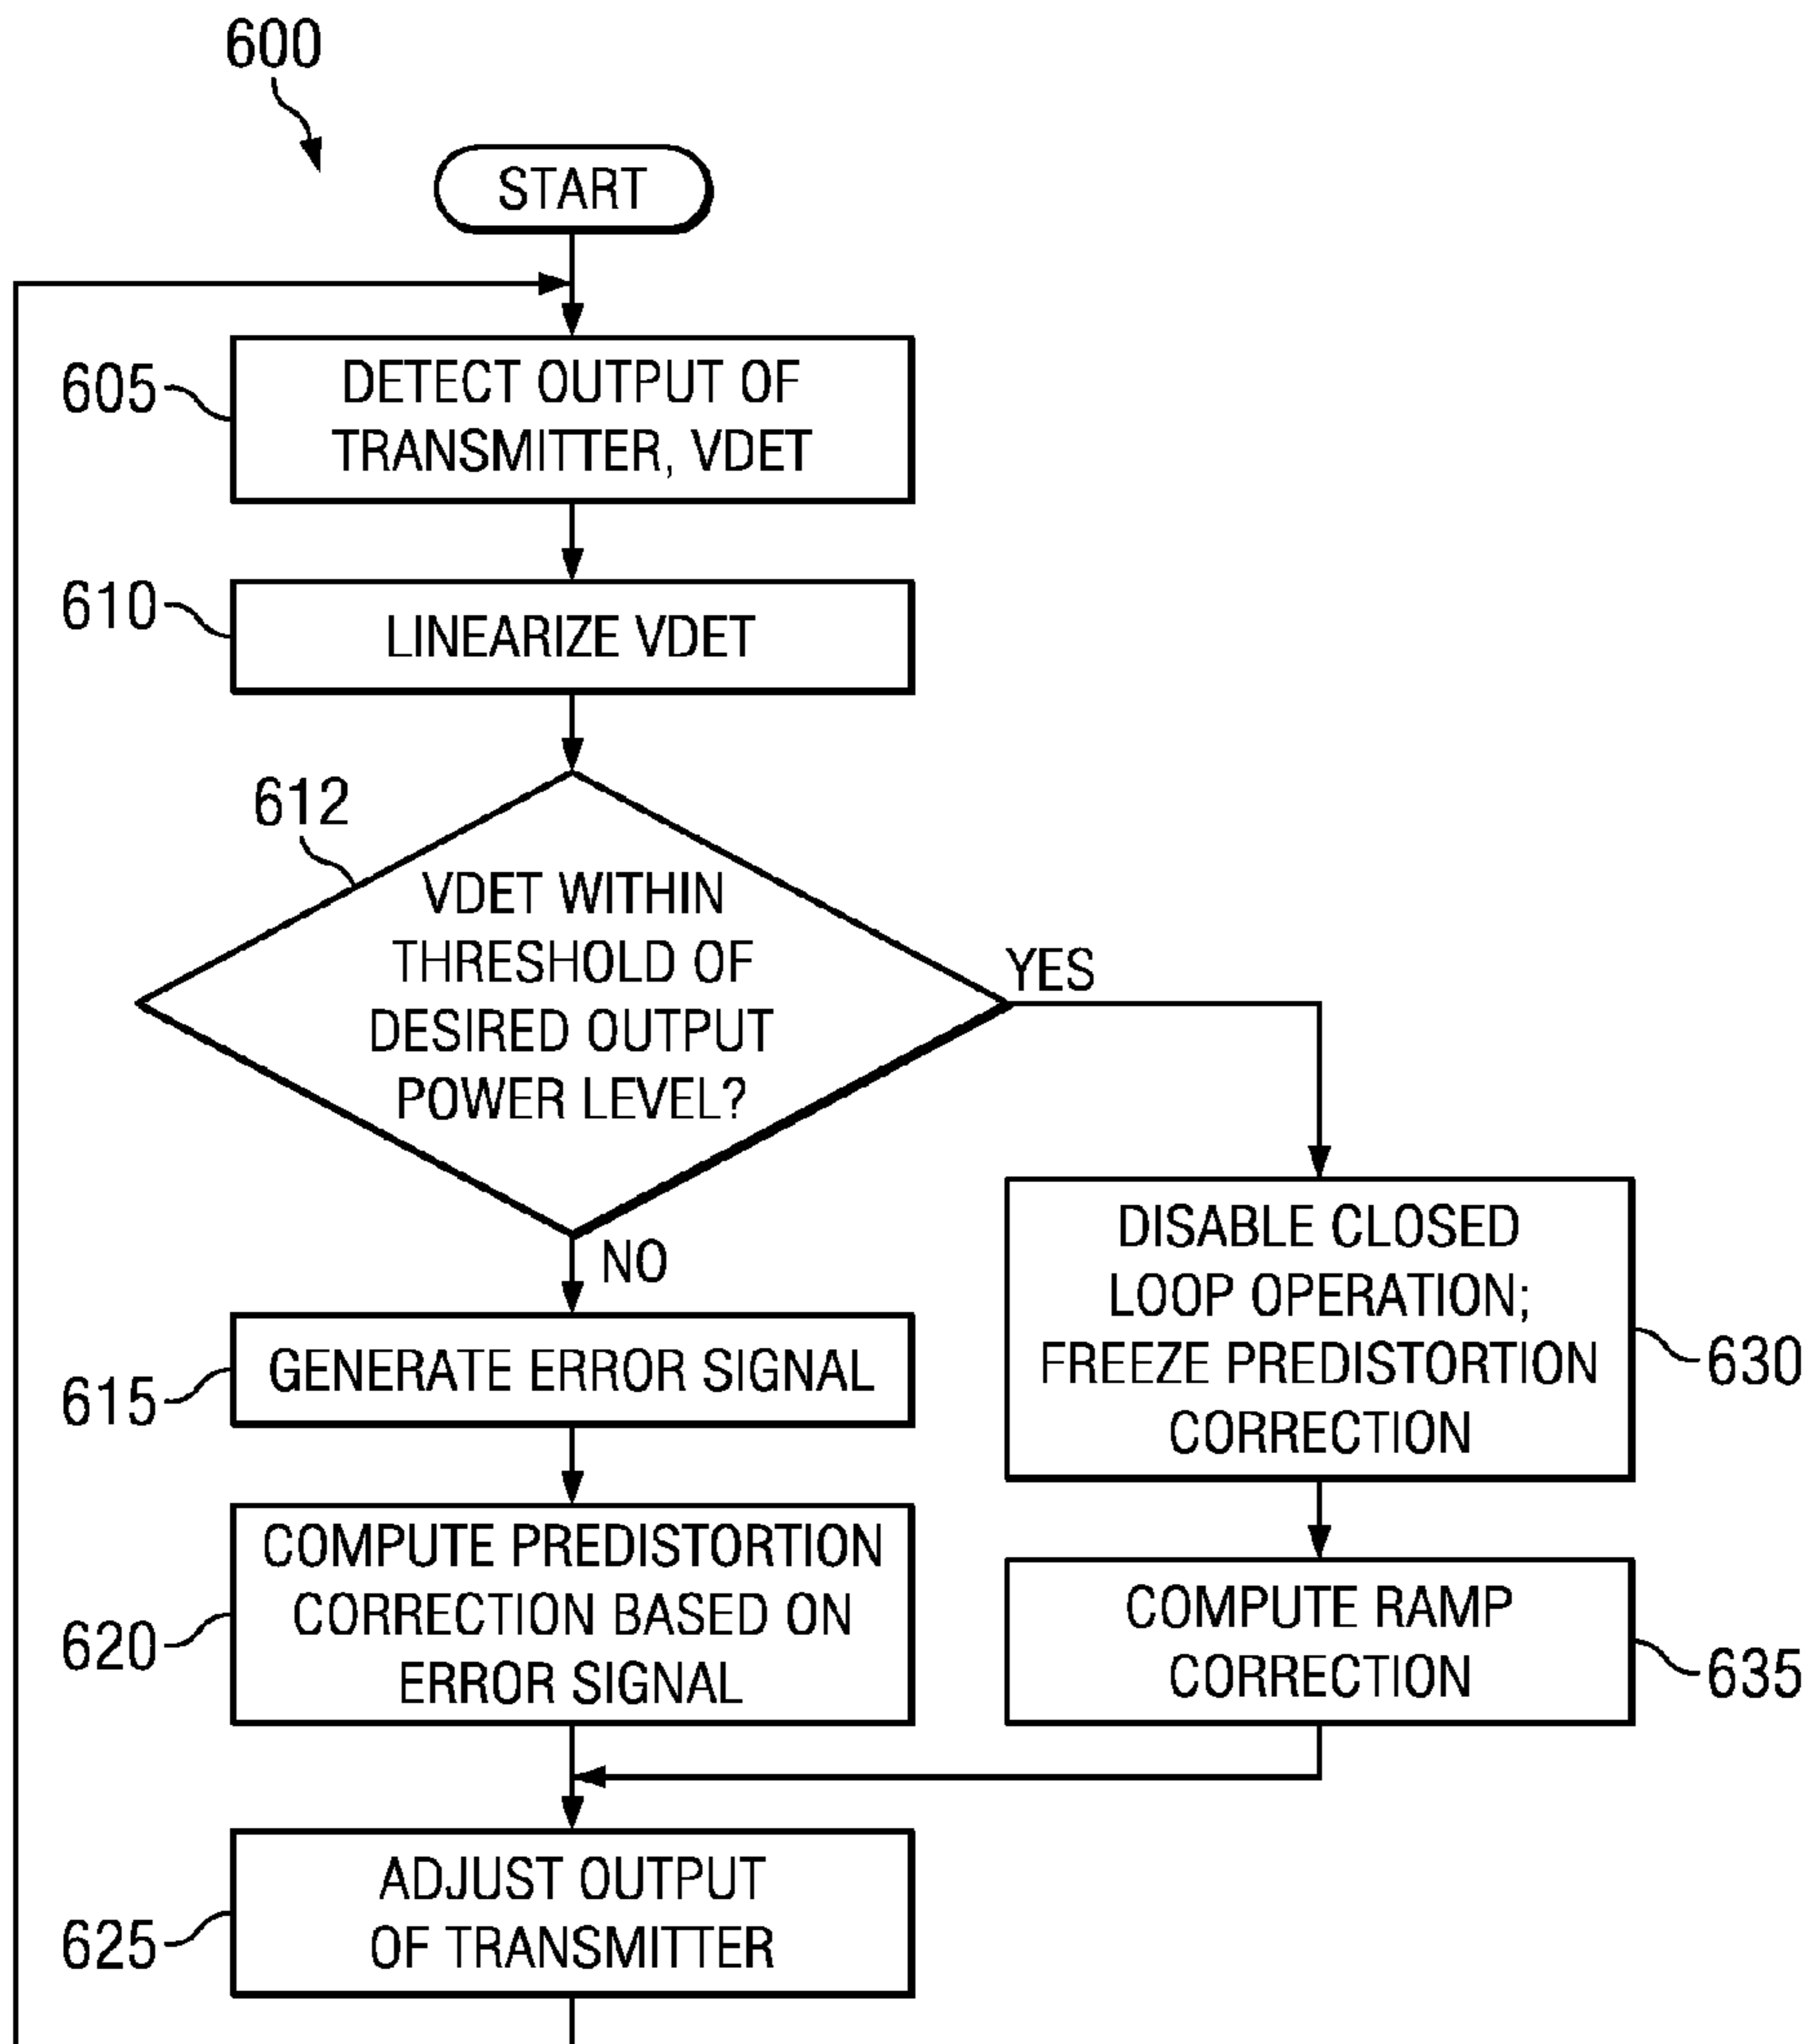 600
START
605
DETECT OUTPUT OF
TRANSMITTER, VDET
610
LINEARIZE VDET
612
VDET WITHIN
THRESHOLD OF
DESIRED OUTPUT
POWER LEVEL?
YES
NO
615
GENERATE ERROR SIGNAL
620
COMPUTE PREDISTORTION
CORRECTION BASED ON
ERROR SIGNAL
DISABLE CLOSED
LOOP OPERATION;
FREEZE PREDISTORTION
CORRECTION
630
COMPUTE RAMP
CORRECTION
635
625
ADJUST OUTPUT
OF TRANSMITTER